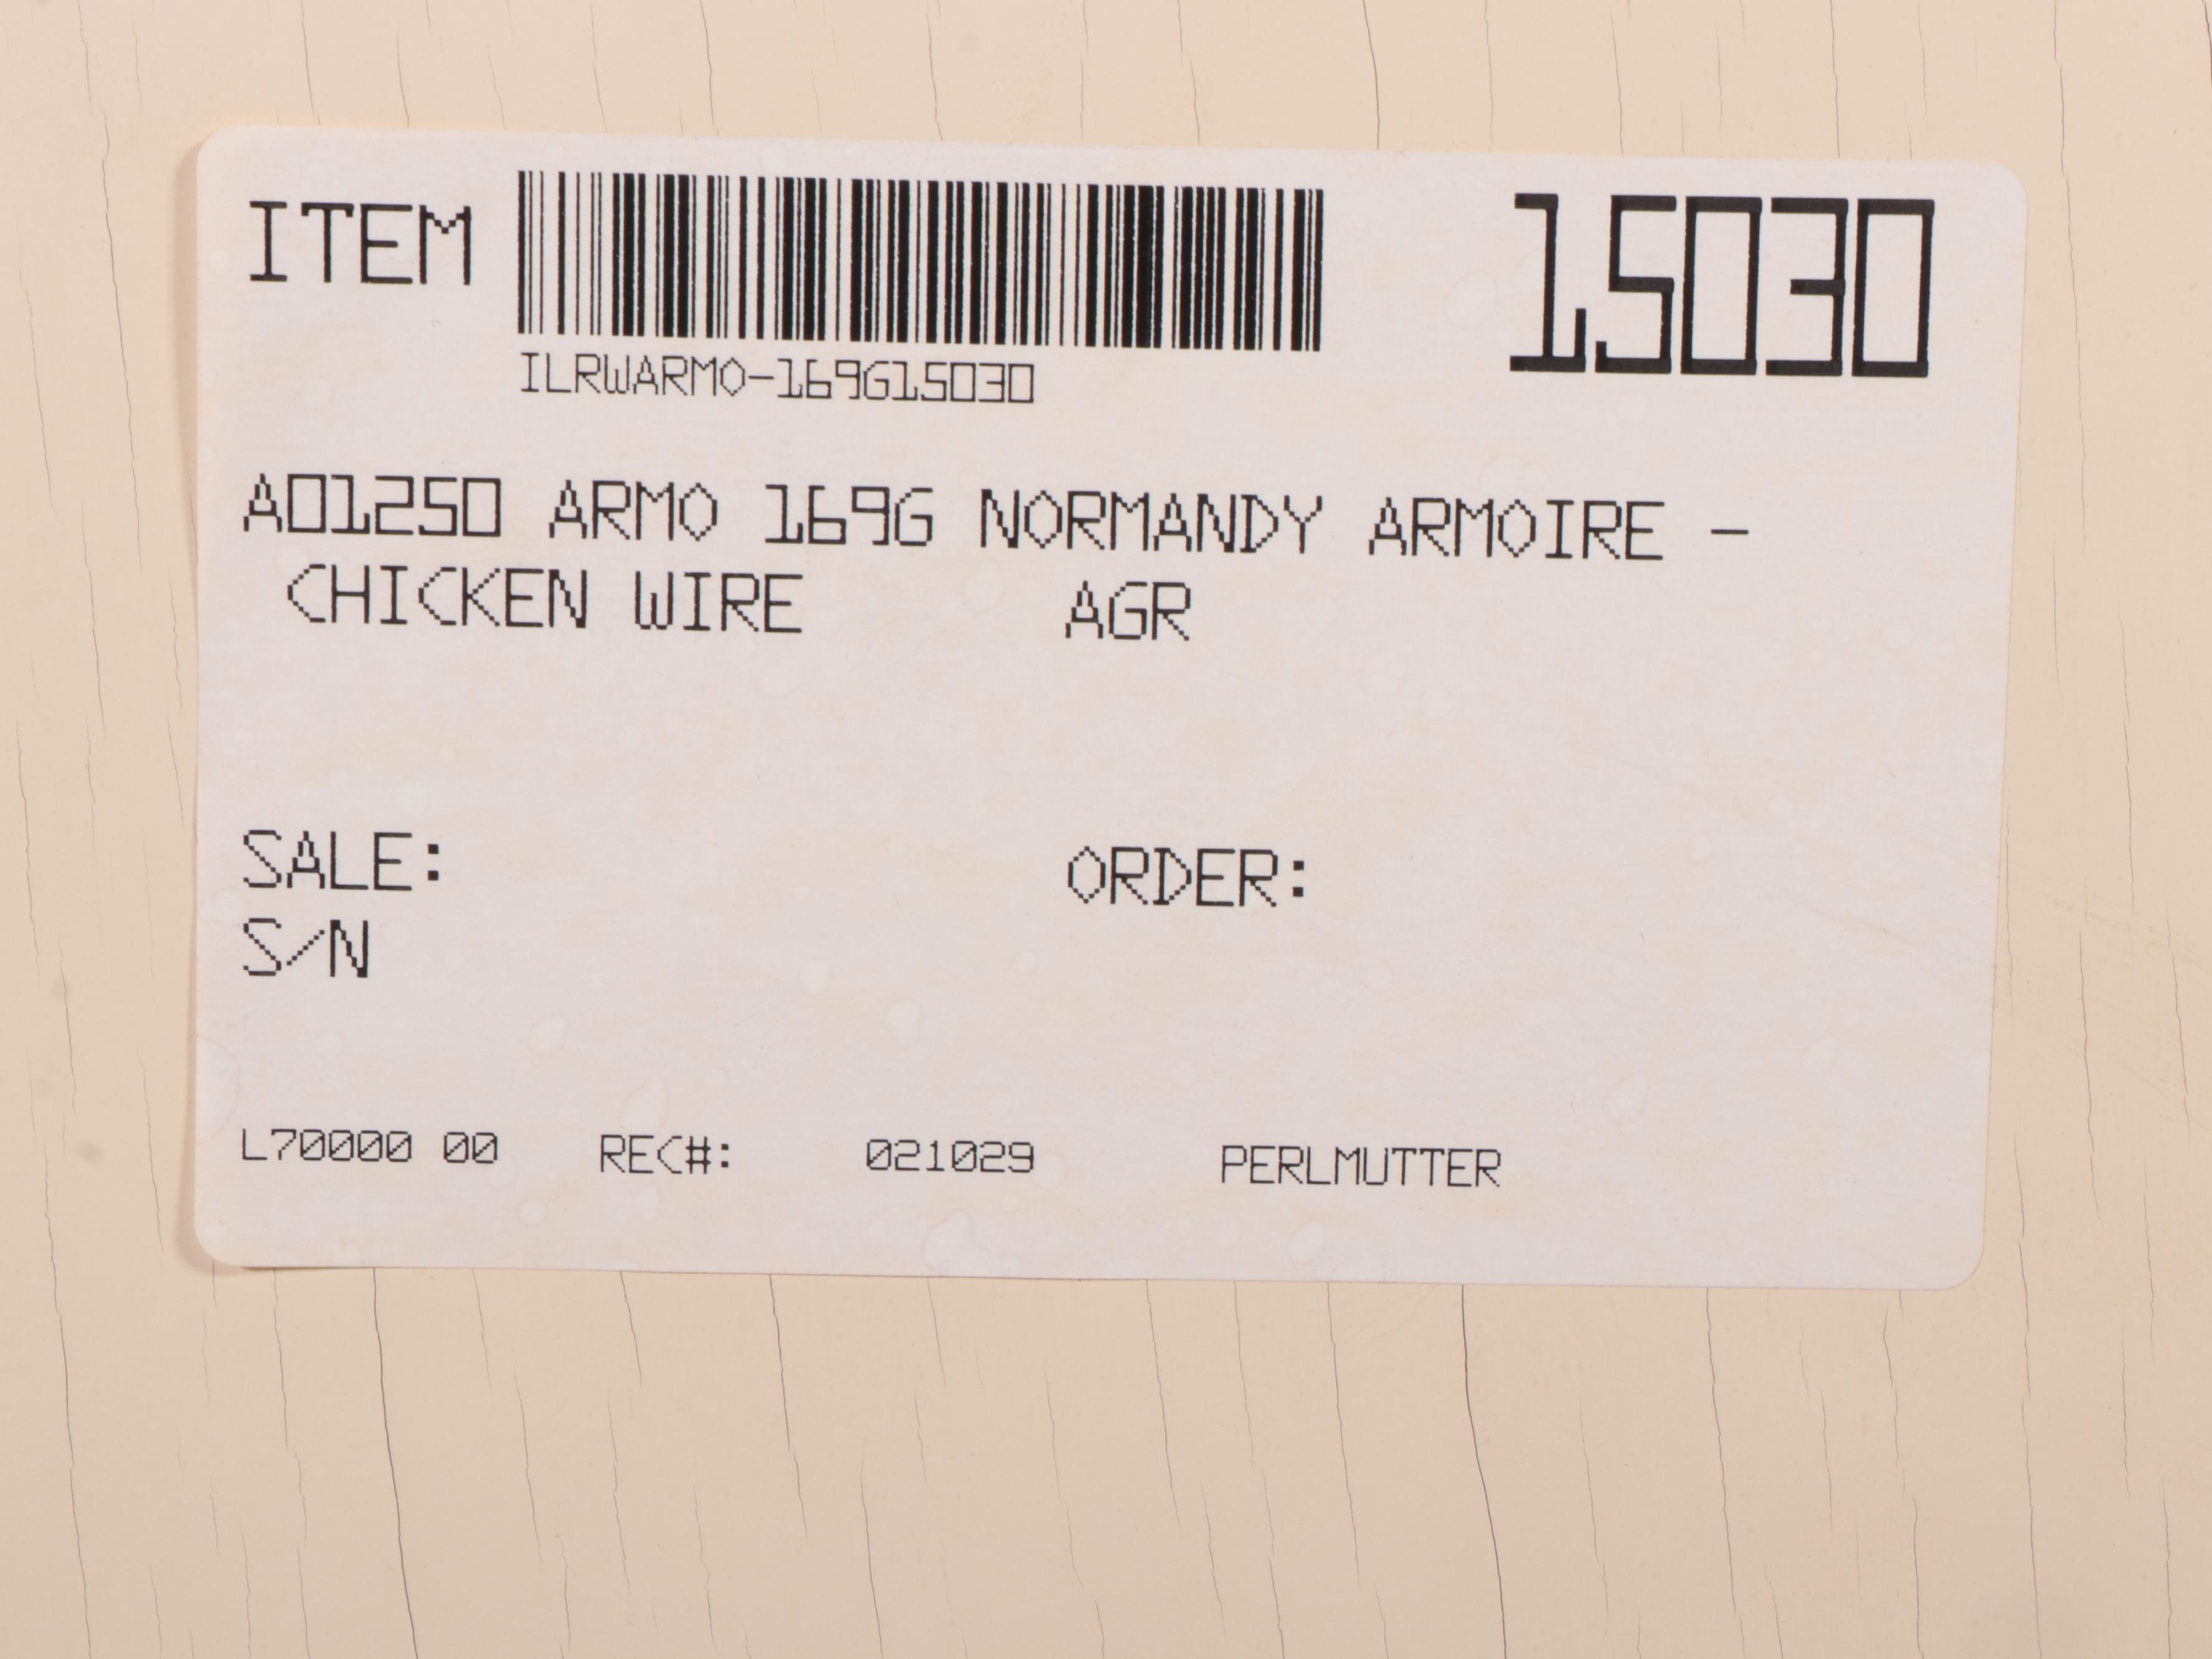 ITEM 15030
ILRWARMO-169G15030
A01250 ARMO 169G NORMANDY ARMOIRE -
CHICKEN WIRE AGR
SALE: ORDER:
S/N
L70000 00 REC#: 021029 PERLMUTTER